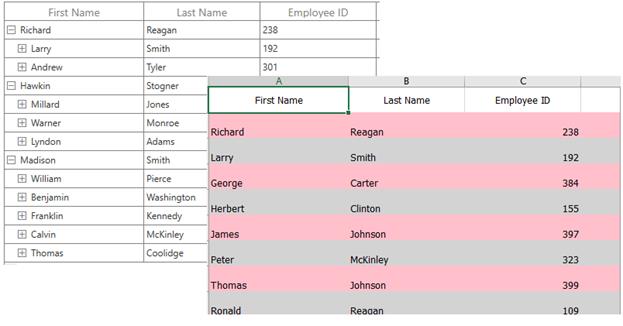 First Name Last Name Employee ID
Richard Reagan 238
Larry Smith 192
Andrew Tyler 301
Hawkin Stogner
Millard Jones
Warner Monroe
Lyndon Adams
Madison Smith
William Pierce
Benjamin Washington
Franklin Kennedy
Calvin McKinley
Thomas Coolidge
A B C
First Name Last Name Employee ID
Richard Reagan 238
Larry Smith 192
George Carter 384
Herbert Clinton 155
James Johnson 397
Peter McKinley 323
Thomas Johnson 399
Ronald Reagan 109